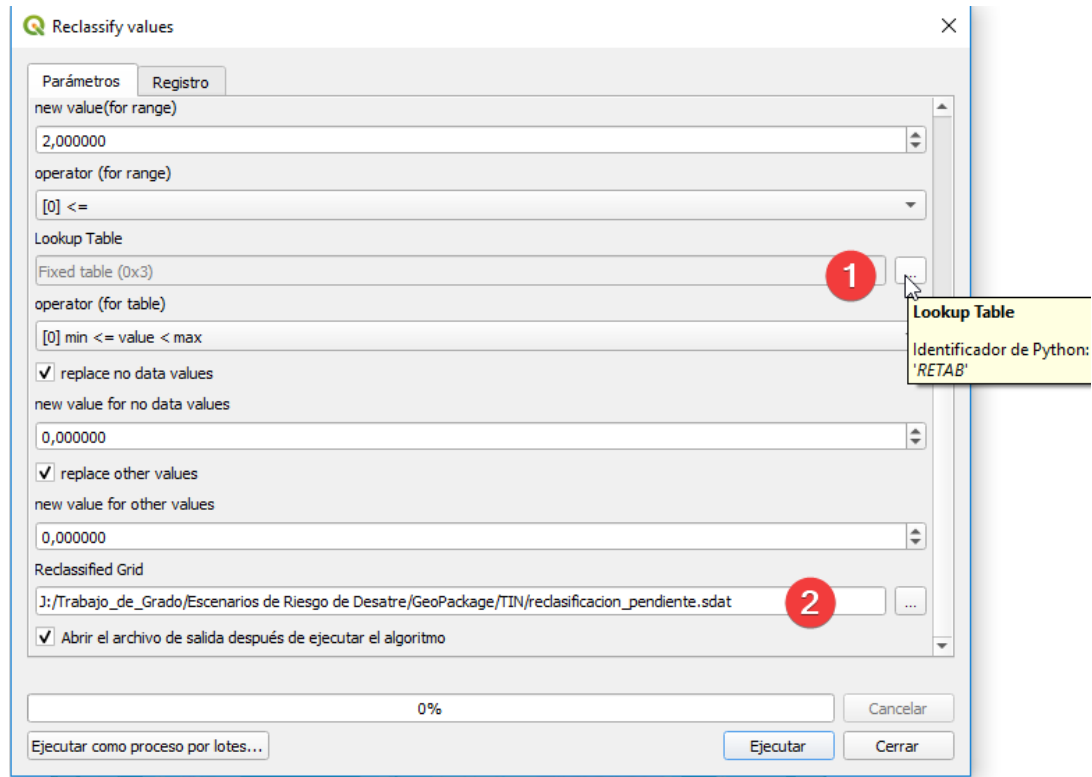 Reclassify values
Parámetros Registro
new value(for range)
2,000000
operator (for range)
[0] <=
Lookup Table
Fixed table (0x3)
1
...
operator (for table)
[0] min <= value < max
Lookup Table
Identificador de Python:
'RETAB'
replace no data values
new value for no data values
0,000000
replace other values
new value for other values
0,000000
Reclassified Grid
J:/Trabajo_de_Grado/Escenarios de Riesgo de Desatre/GeoPackage/TIN/reclasificacion_pendiente.sdat
2
...
Abrir el archivo de salida después de ejecutar el algoritmo
0%
Cancelar
Ejecutar como proceso por lotes...
Ejecutar
Cerrar